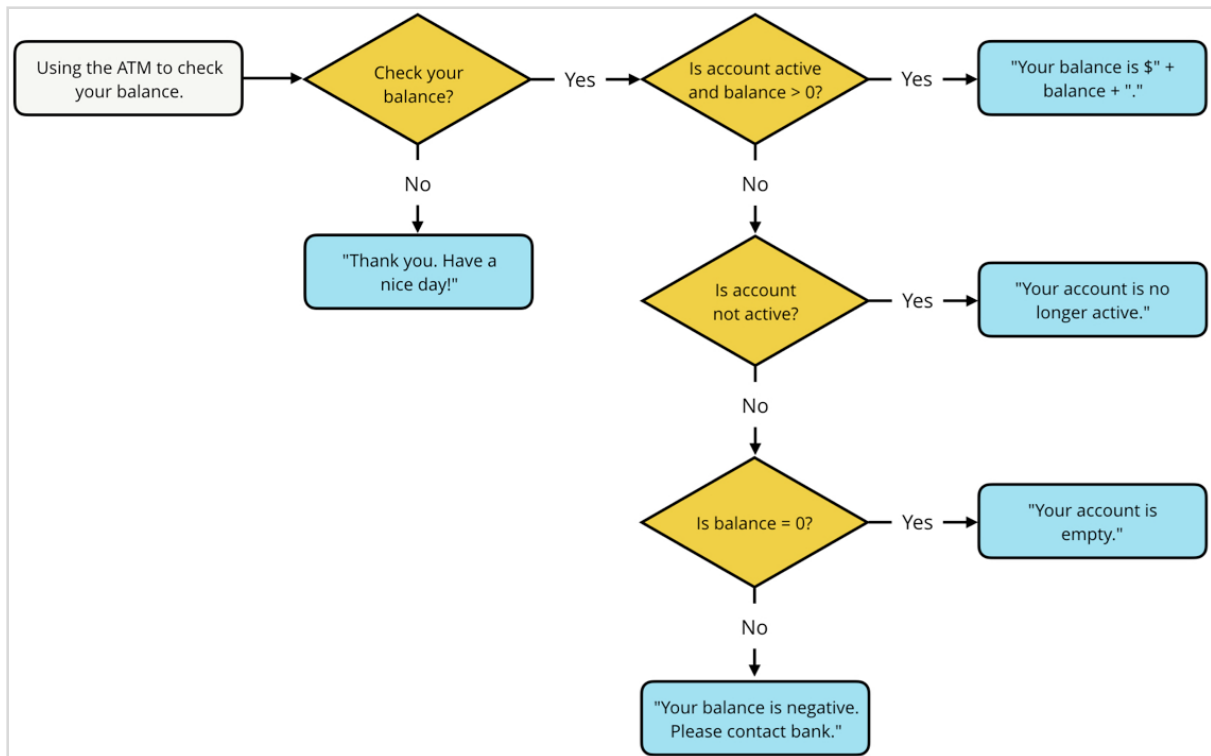 Using the ATM to check
your balance.
Check your
balance?
Yes
Is account active
and balance > 0?
Yes
"Your balance is $" +
balance + "."
No
"Thank you. Have a
nice day!"
No
Is account
not active?
Yes
"Your account is no
longer active."
No
Is balance = 0?
Yes
"Your account is
empty."
No
"Your balance is negative.
Please contact bank."